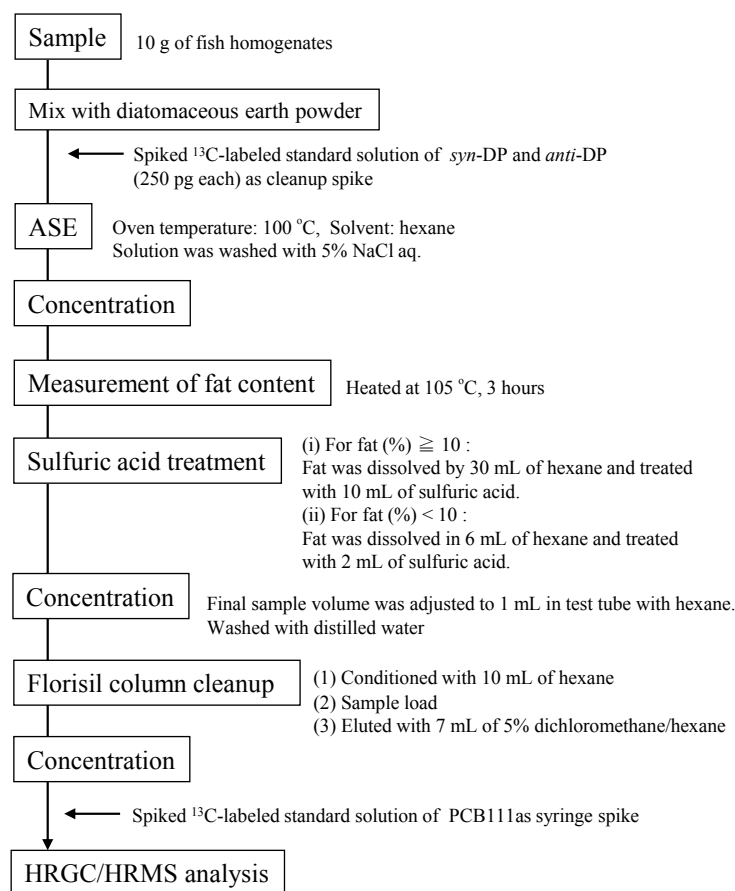 Sample
10 g of fish homogenates
Mix with diatomaceous earth powder
Spiked ¹³C-labeled standard solution of syn-DP and anti-DP
(250 pg each) as cleanup spike
ASE
Oven temperature: 100 °C, Solvent: hexane
Solution was washed with 5% NaCl aq.
Concentration
Measurement of fat content
Heated at 105 °C, 3 hours
Sulfuric acid treatment
(i) For fat (%) ≧ 10 :
Fat was dissolved by 30 mL of hexane and treated
with 10 mL of sulfuric acid.
(ii) For fat (%) < 10 :
Fat was dissolved in 6 mL of hexane and treated
with 2 mL of sulfuric acid.
Concentration
Final sample volume was adjusted to 1 mL in test tube with hexane.
Washed with distilled water
Florisil column cleanup
(1) Conditioned with 10 mL of hexane
(2) Sample load
(3) Eluted with 7 mL of 5% dichloromethane/hexane
Concentration
Spiked ¹³C-labeled standard solution of PCB111as syringe spike
HRGC/HRMS analysis